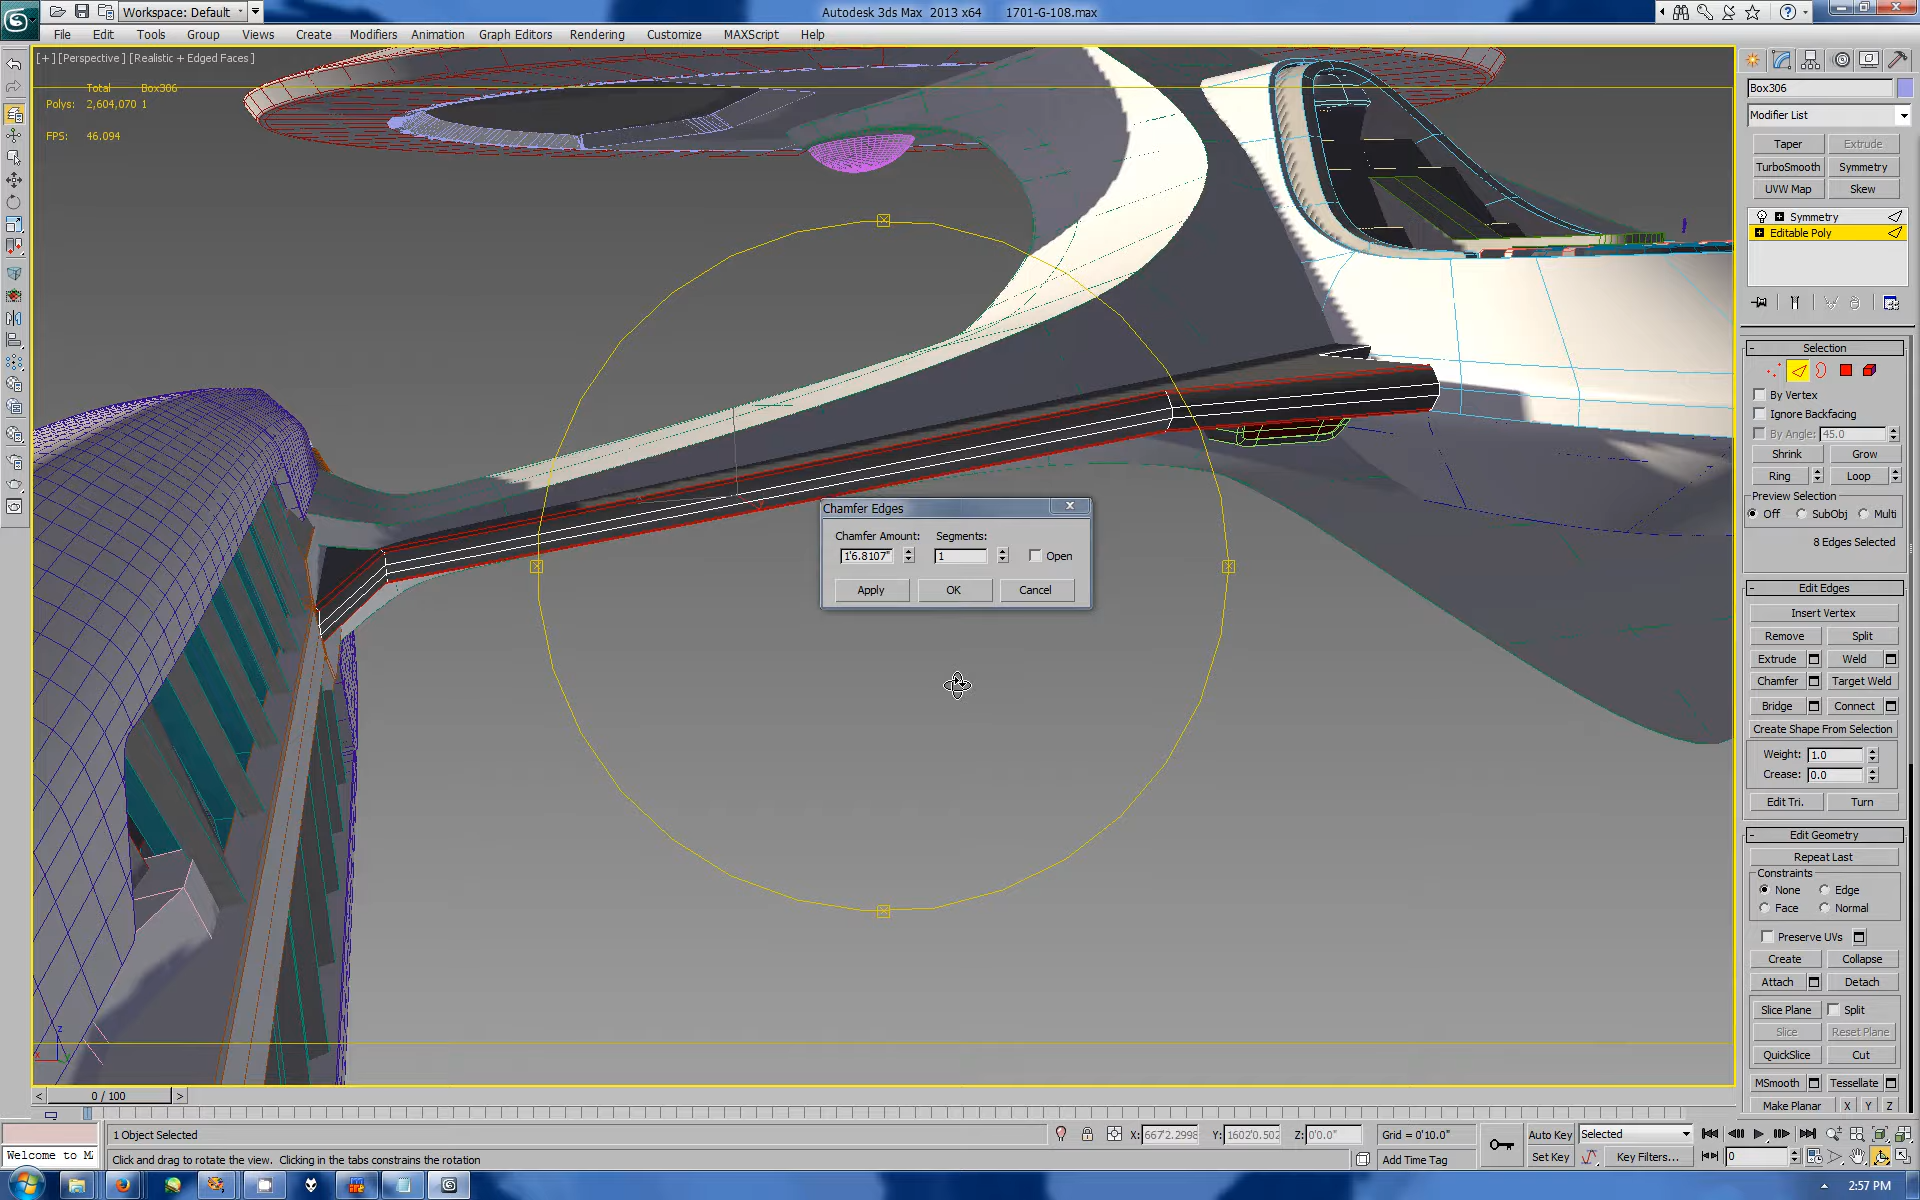 Workspace: Default
Autodesk 3ds Max 2013 x64 1701-G-108.max
File Edit Tools Group Views Create Modifiers Animation Graph Editors Rendering Customize MAXScript Help
[+] [Perspective] [Realistic + Edged Faces]
Total Box306
Polys: 2,604,070 1
FPS: 46.094
Box306
Modifier List
Taper Extrude
TurboSmooth Symmetry
UVW Map Skew
Symmetry
Editable Poly
- Selection
By Vertex
Ignore Backfacing
By Angle: 45.0
Shrink Grow
Ring Loop
Preview Selection
Off SubObj Multi
8 Edges Selected
- Edit Edges
Insert Vertex
Remove Split
Extrude Weld
Chamfer Target Weld
Bridge Connect
Create Shape From Selection
Weight: 1.0
Crease: 0.0
Edit Tri. Turn
- Edit Geometry
Repeat Last
Constraints
None Edge
Face Normal
Preserve UVs
Create Collapse
Attach Detach
Slice Plane Split
Slice Reset Plane
QuickSlice Cut
MSmooth Tessellate
Make Planar X Y Z
Chamfer Edges
Chamfer Amount: Segments:
1'6.8107" 1 Open
Apply OK Cancel
z
< 0 / 100 >
1 Object Selected X: 667'2.2998 Y: 1602'0.502 Z: 0'0.0" Grid = 0'10.0" Auto Key Selected
Welcome to Click and drag to rotate the view. Clicking in the tabs constrains the rotation Add Time Tag Set Key Key Filters... 0
2:57 PM